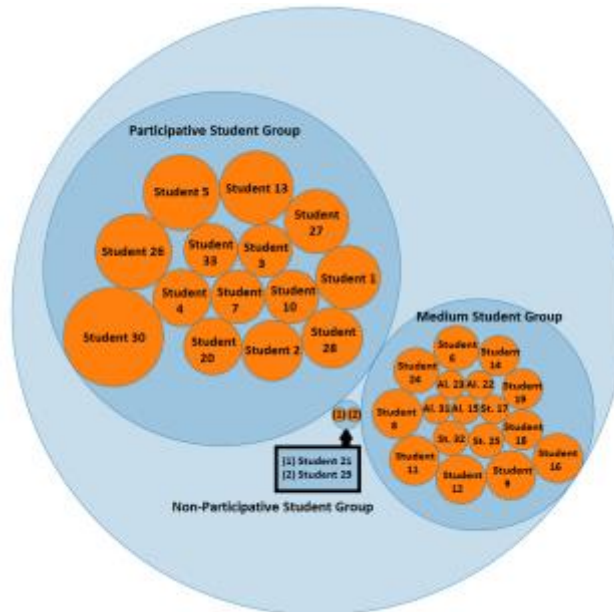 Participative Student Group
Student 5
Student 13
Student
27
Student 26
Student
33
Student
3
Student 1
Student
4
Student
7
Student
10
Student 30
Student
20
Student 2
Student
28
Medium Student Group
Student
6
Student
14
Student
24
Al. 23
Al. 22
Student
19
Student
8
Al. 31
Al. 15
St. 17
St. 32
St. 25
Student
18
Student
11
Student
12
Student
9
Student
16
(1)
(2)
(1) Student 21
(2) Student 29
Non-Participative Student Group